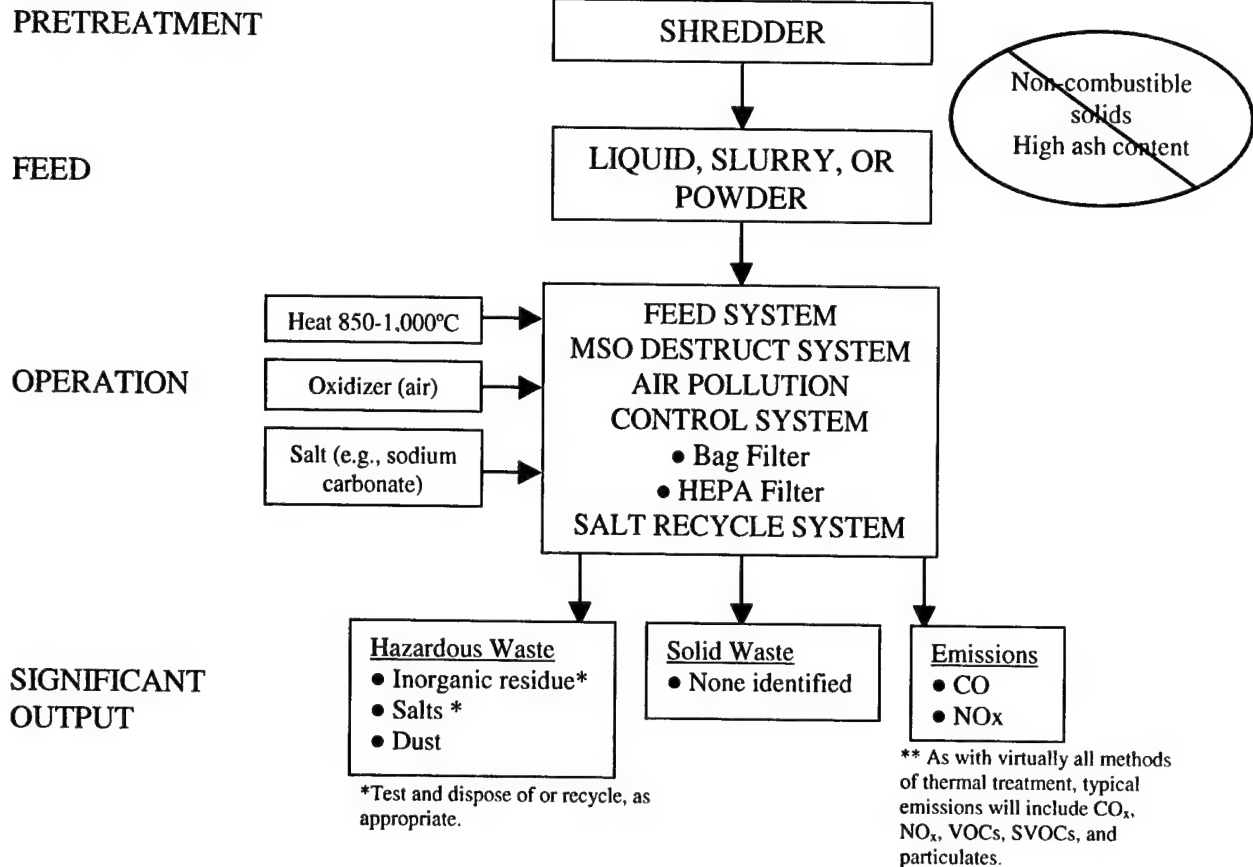 PRETREATMENT
SHREDDER
Non-combustible
solids
High ash content
FEED
LIQUID, SLURRY, OR
POWDER
OPERATION
Heat 850-1,000ºC
Oxidizer (air)
Salt (e.g., sodium
carbonate)
FEED SYSTEM
MSO DESTRUCT SYSTEM
AIR POLLUTION
CONTROL SYSTEM
● Bag Filter
● HEPA Filter
SALT RECYCLE SYSTEM
SIGNIFICANT
OUTPUT
Hazardous Waste
● Inorganic residue*
● Salts *
● Dust
*Test and dispose of or recycle, as
appropriate.
Solid Waste
● None identified
Emissions
● CO
● NOx
** As with virtually all methods
of thermal treatment, typical
emissions will include COₓ,
NOₓ, VOCs, SVOCs, and
particulates.